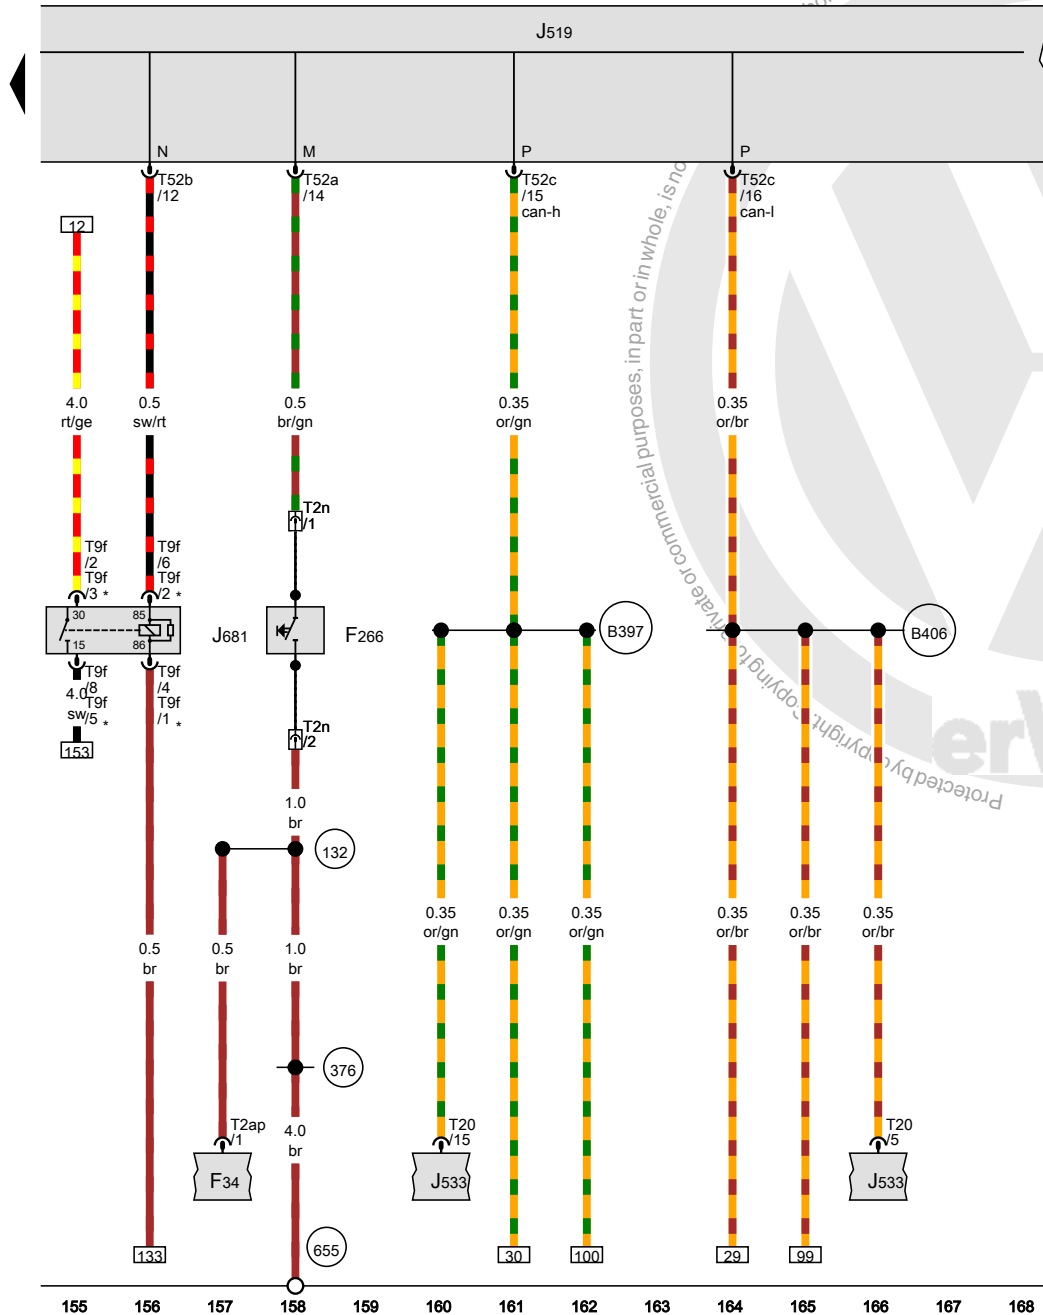 J519
N
M
P
P
T52b
/12
T52a
/14
T52c
/15
can-h
T52c
/16
can-l
12
4.0
rt/ge
0.5
sw/rt
0.5
br/gn
0.35
or/gn
0.35
or/br
T2n
/1
T9f
/2
T9f
/3 *
T9f
/6
T9f
/2 *
30
85
15
86
J681
F266
B397
B406
T9f
/8
T9f
/5 *
4.0
sw
T9f
/4
T9f
/1 *
153
T2n
/2
1.0
br
132
0.5
br
0.5
br
1.0
br
0.35
or/gn
0.35
or/gn
0.35
or/gn
0.35
or/br
0.35
or/br
0.35
or/br
376
T2ap
/1
F34
4.0
br
T20
/15
J533
T20
/5
J533
655
133
30
100
29
99
155 156 157 158 159 160 161 162 163 164 165 166 167 168
Protected by copyright. Copying for private or commercial purposes, in part or in whole, is no
er